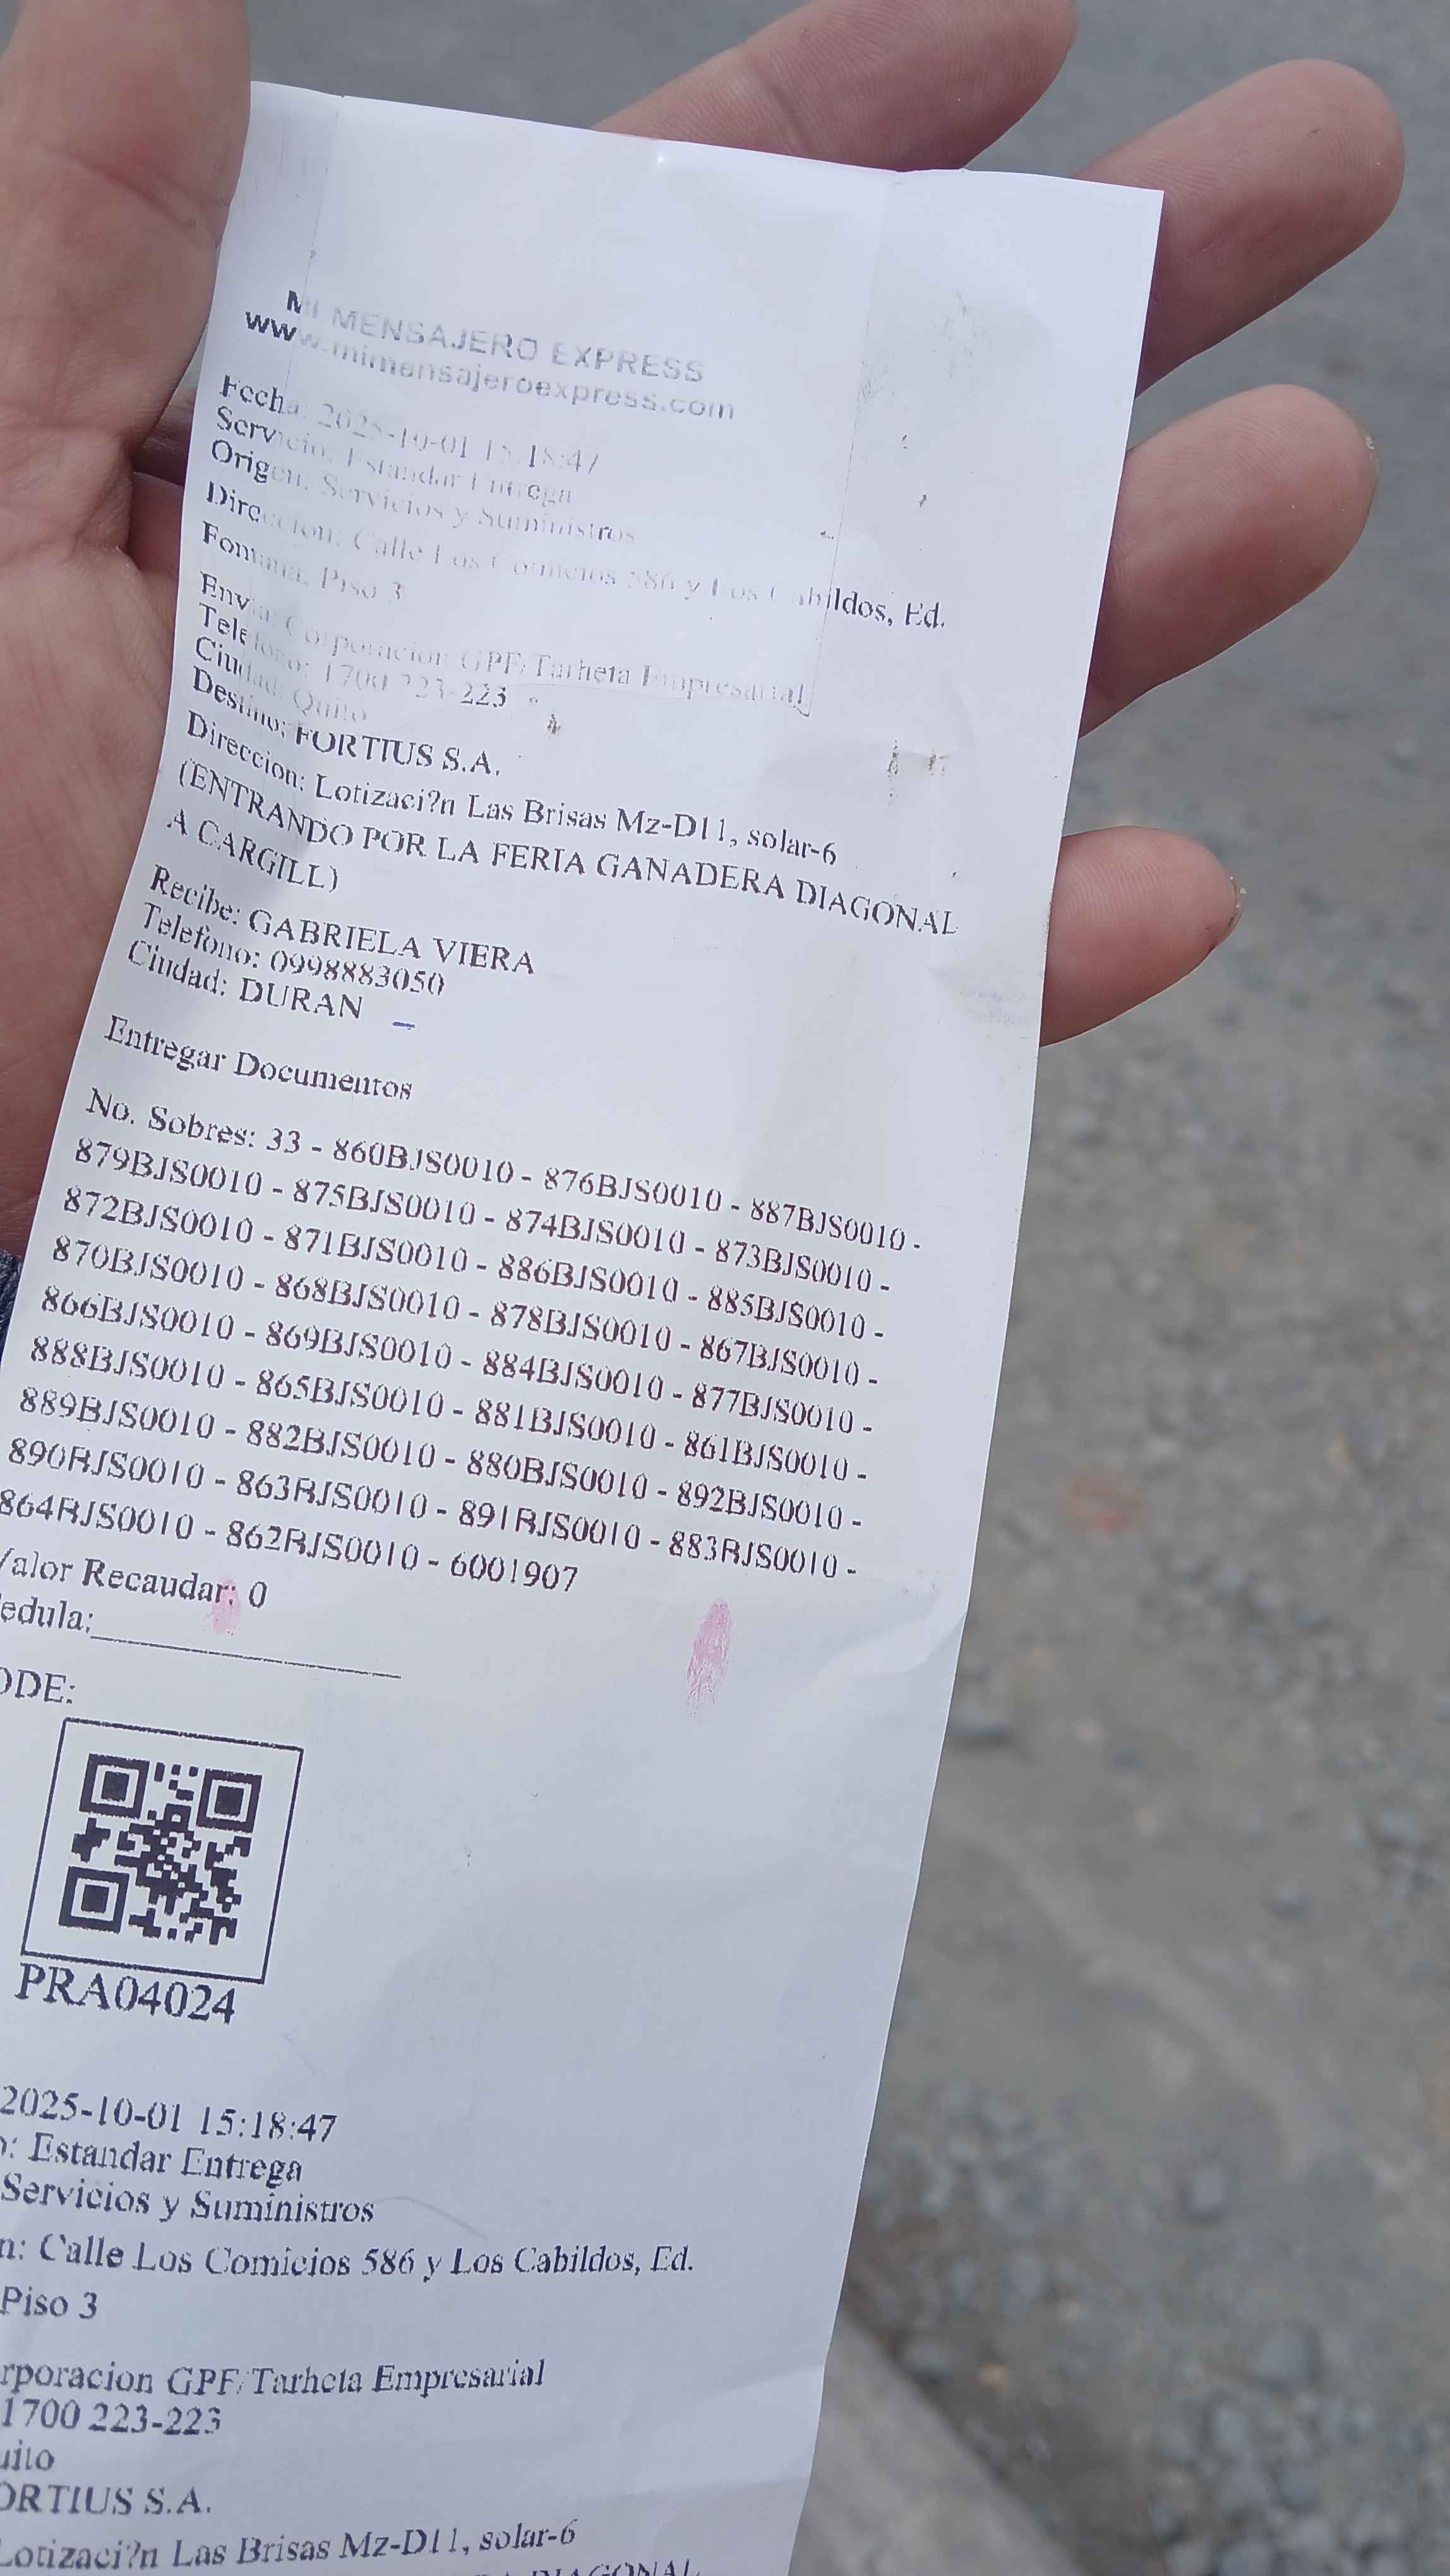 MI MENSAJERO EXPRESS
www.mimensajeroexpress.com
Fecha: 2025-10-01 15:18:47
Servicio: Estandar Entrega
Origen: Servicios y Suministros
Direccion: Calle Los Comicios 586 y Los Cabildos, Ed.
Fontana, Piso 3
Envia: Corporacion GPF/Tarheta Empresarial
Telefono: 1700 223-223
Ciudad: Quito
Destino: FORTIUS S.A.
Direccion: Lotizaci?n Las Brisas Mz-D11, solar-6
(ENTRANDO POR LA FERIA GANADERA DIAGONAL
A CARGILL)
Recibe: GABRIELA VIERA
Telefono: 0998883050
Ciudad: DURAN
Entregar Documentos
No. Sobres: 33 - 860BJS0010 - 876BJS0010 - 887BJS0010 -
879BJS0010 - 875BJS0010 - 874BJS0010 - 873BJS0010 -
872BJS0010 - 871BJS0010 - 886BJS0010 - 885BJS0010 -
870BJS0010 - 868BJS0010 - 878BJS0010 - 867BJS0010 -
866BJS0010 - 869BJS0010 - 884BJS0010 - 877BJS0010 -
888BJS0010 - 865BJS0010 - 881BJS0010 - 861BJS0010 -
889BJS0010 - 882BJS0010 - 880BJS0010 - 892BJS0010 -
890BJS0010 - 863BJS0010 - 891BJS0010 - 883BJS0010 -
864BJS0010 - 862BJS0010 - 6001907
Valor Recaudar: 0
edula:
ODE:
PRA04024
2025-10-01 15:18:47
o: Estandar Entrega
Servicios y Suministros
n: Calle Los Comicios 586 y Los Cabildos, Ed.
Piso 3
rporacion GPF/Tarheta Empresarial
1700 223-223
uito
ORTIUS S.A.
Lotizaci?n Las Brisas Mz-D11, solar-6
DIAGONAL